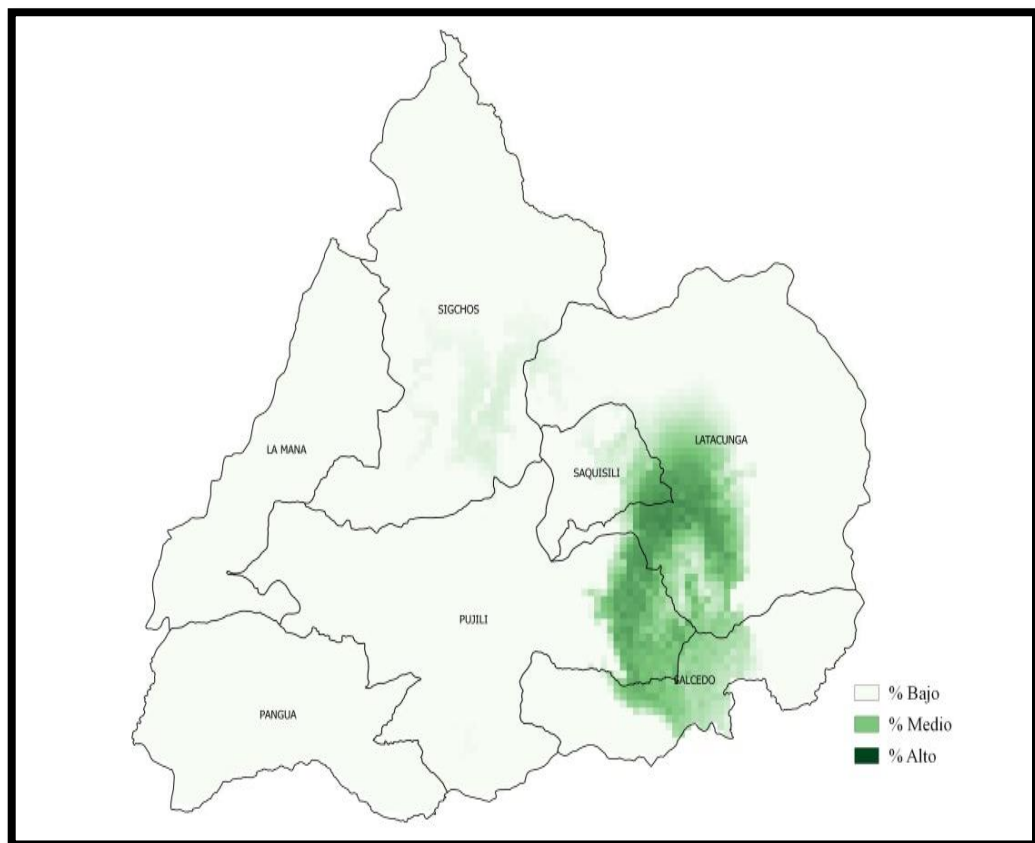 SIGCHOS
LATACUNGA
LA MANA
SAQUISILI
PUJILI
SALCEDO
PANGUA
% Bajo
% Medio
% Alto